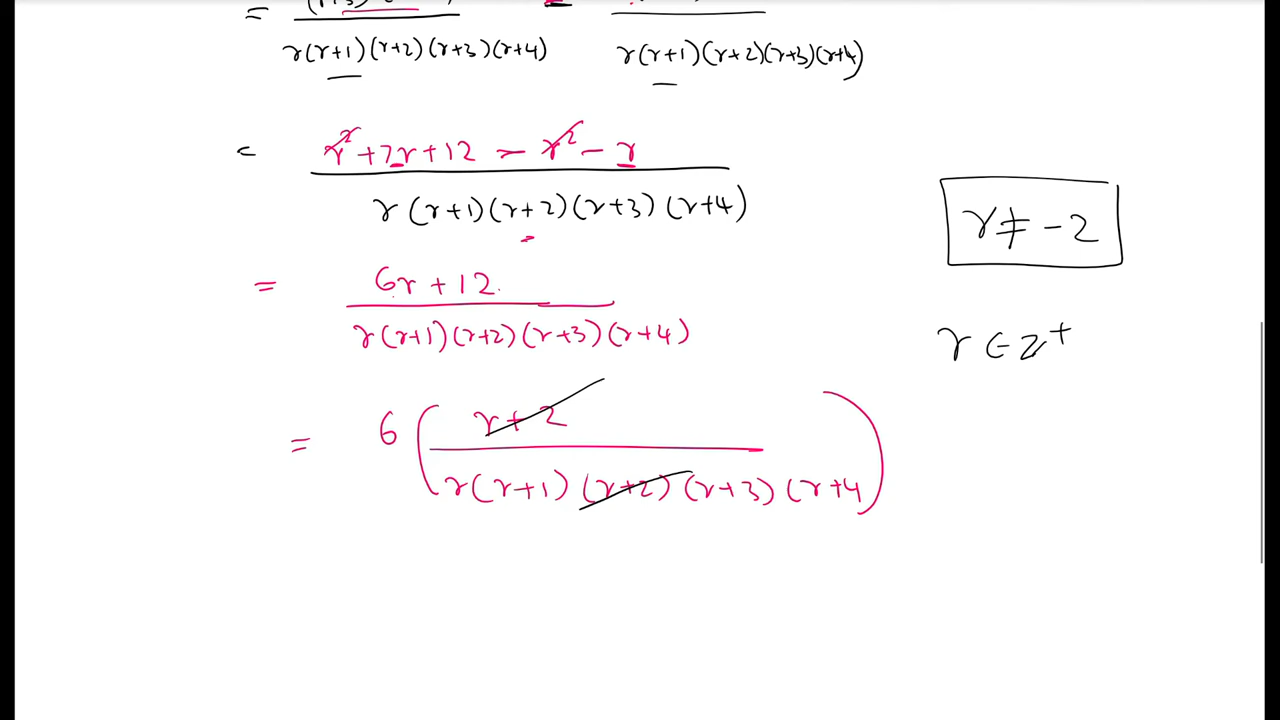 =
r(r+1)(r+2)(r+3)(r+4) r(r+1)(r+2)(r+3)(r+4)
= r²+7r+12 - r² - r
r(r+1)(r+2)(r+3)(r+4)
r ≠ -2
= 6r + 12
r(r+1)(r+2)(r+3)(r+4)
r ∈ ℤ⁺
= 6 ( r+2
r(r+1)(r+2)(r+3)(r+4 )